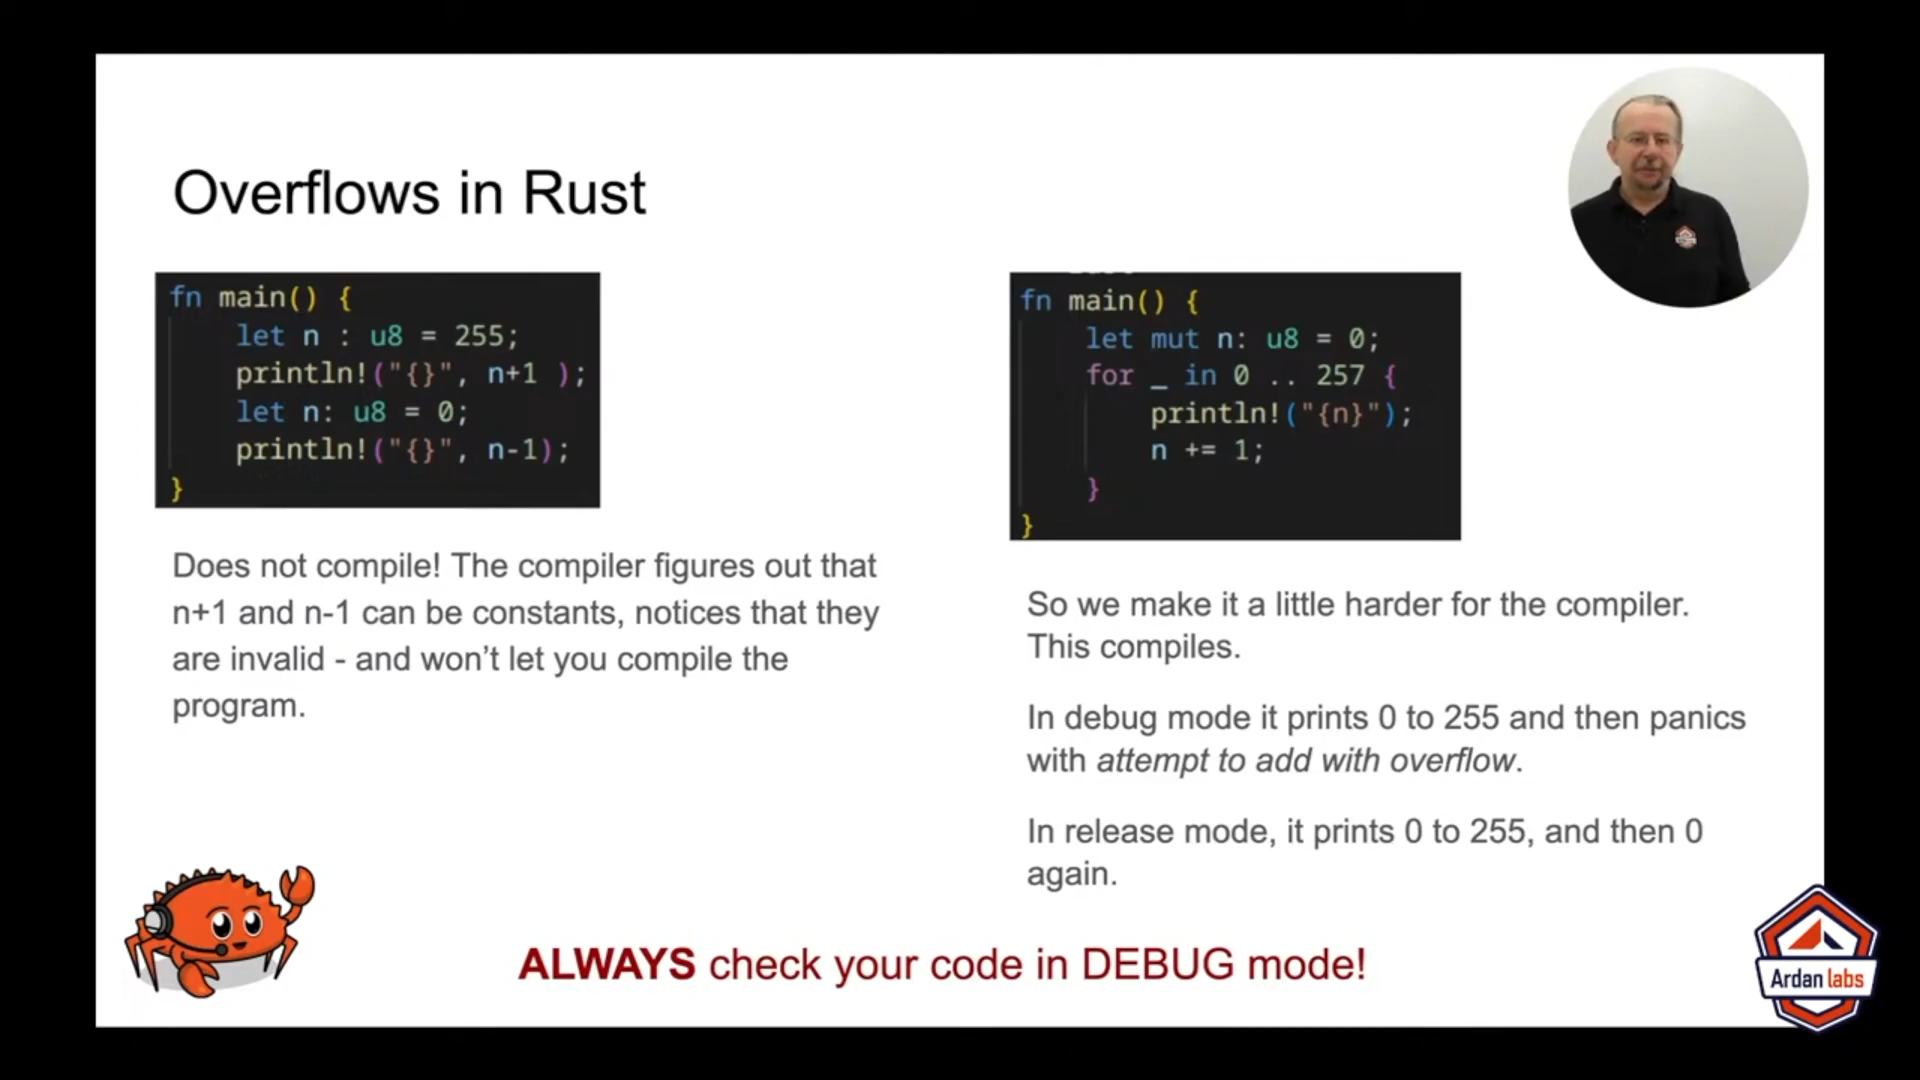 Overflows in Rust
fn main() {
let n : u8 = 255;
println!("{}", n+1 );
let n: u8 = 0;
println!("{}", n-1);
}
Does not compile! The compiler figures out that
n+1 and n-1 can be constants, notices that they
are invalid - and won't let you compile the
program.
fn main() {
let mut n: u8 = 0;
for _ in 0 .. 257 {
println!("{n}");
n += 1;
}
}
So we make it a little harder for the compiler.
This compiles.
In debug mode it prints 0 to 255 and then panics
with attempt to add with overflow.
In release mode, it prints 0 to 255, and then 0
again.
ALWAYS check your code in DEBUG mode!
Ardan labs